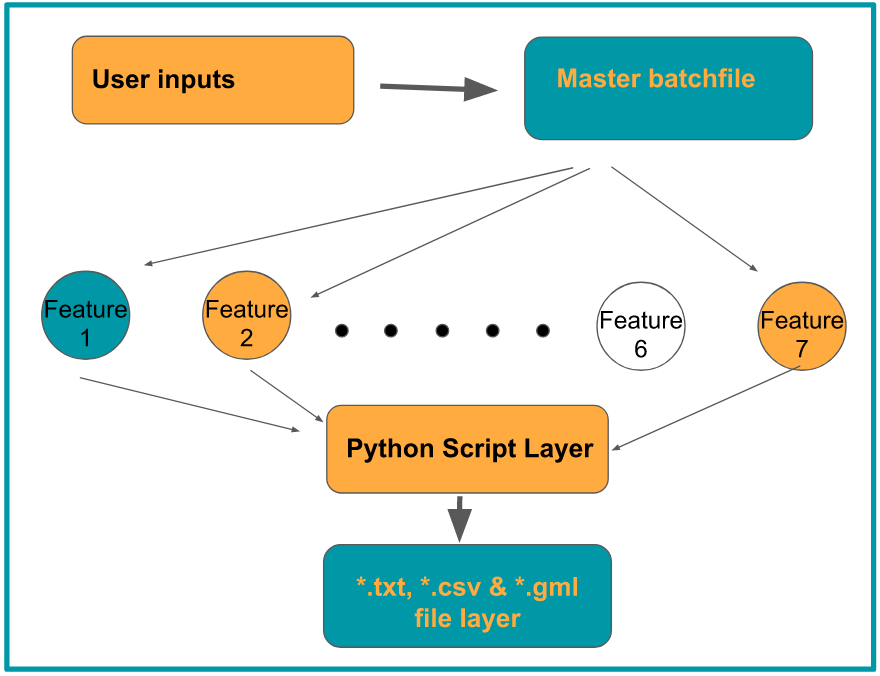 User inputs
Master batchfile
Feature
1
Feature
2
Feature
6
Feature
7
Python Script Layer
*.txt, *.csv & *.gml
file layer